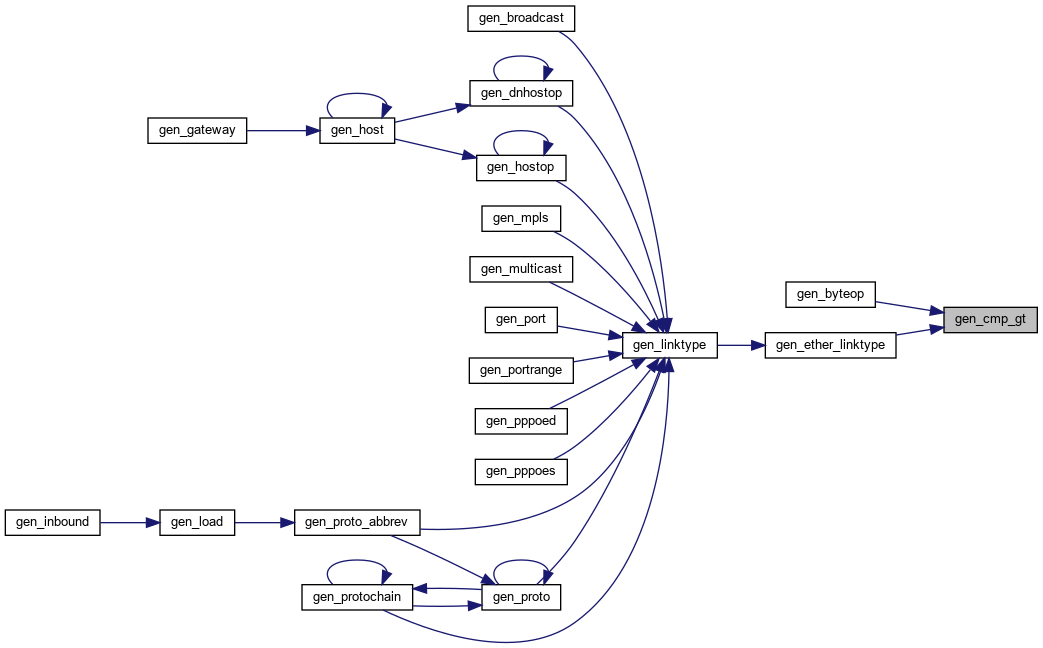 gen_broadcast
gen_dnhostop
gen_gateway
gen_host
gen_hostop
gen_mpls
gen_multicast
gen_byteop
gen_port
gen_cmp_gt
gen_linktype
gen_ether_linktype
gen_portrange
gen_pppoed
gen_pppoes
gen_inbound
gen_load
gen_proto_abbrev
gen_protochain
gen_proto